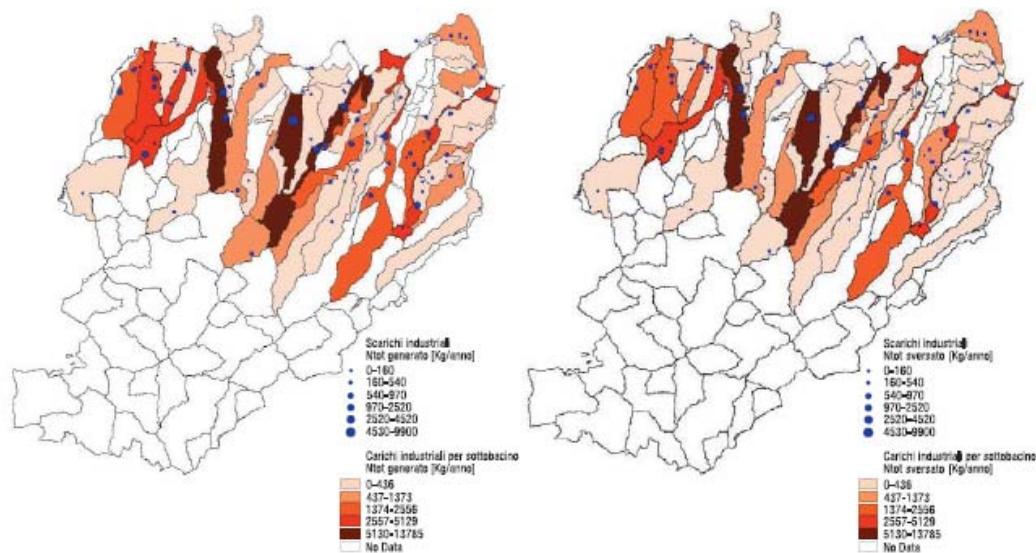 Scarichi industriali
Ntot generato [Kg/anno]
0-160
160-540
540-970
970-2520
2520-4520
4530-9900
Carichi industriali per sottobacino
Ntot generato [Kg/anno]
0-436
437-1373
1374-2556
2557-5129
5130-13785
No Data
Scarichi industriali
Ntot sversato [Kg/anno]
0-160
160-540
540-970
970-2520
2520-4520
4530-9900
Carichi industriali per sottobacino
Ntot sversato [Kg/anno]
0-436
437-1373
1374-2556
2557-5129
5130-13785
No Data